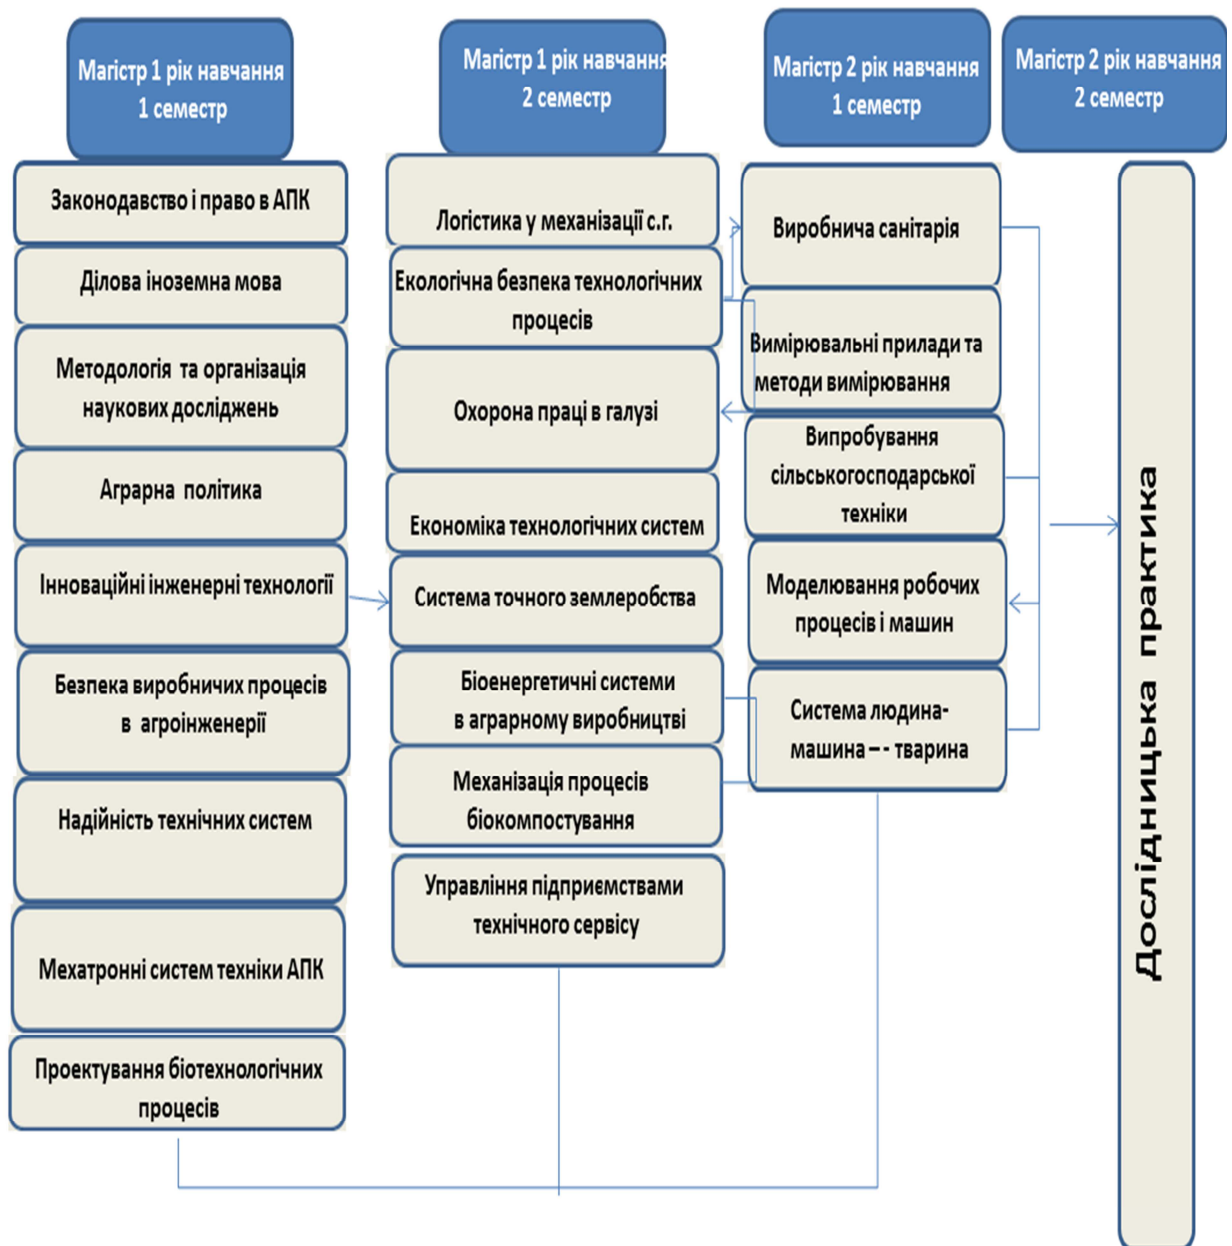 Магістр 1 рік навчання
1 семестр
Магістр 1 рік навчання
2 семестр
Магістр 2 рік навчання
1 семестр
Магістр 2 рік навчання
2 семестр
Законодавство і право в АПК
Ділова іноземна мова
Методологія та організація
наукових досліджень
Аграрна політика
Інноваційні інженерні технології
Безпека виробничих процесів
в агроінженерії
Надійність технічних систем
Мехатронні систем техніки АПК
Проектування біотехнологічних
процесів
Логістика у механізації с.г.
Екологічна безпека технологічних
процесів
Охорона праці в галузі
Економіка технологічних систем
Система точного землеробства
Біоенергетичні системи
в аграрному виробництві
Механізація процесів
біокомпостування
Управління підприємствами
технічного сервісу
Виробнича санітарія
Вимірювальні прилади та
методи вимірювання
Випробування
сільськогосподарської
техніки
Моделювання робочих
процесів і машин
Система людина-
машина – - тварина
Дослідницька практика